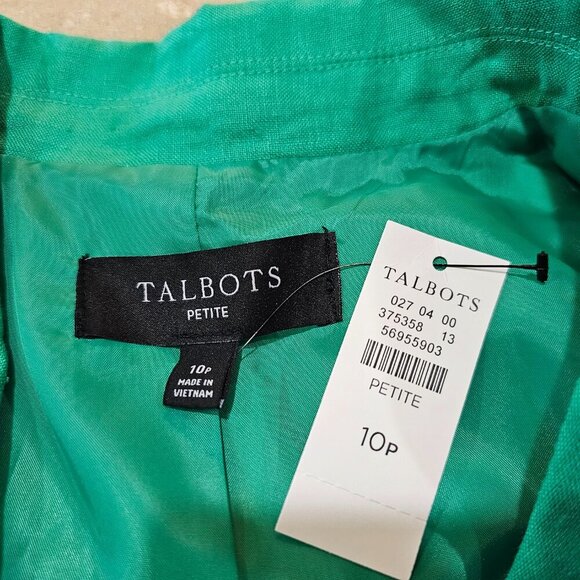 TALBOTS
PETITE
10P
MADE IN
VIETNAM
TALBOTS
027 04 00
375358 13
56955903
PETITE
10P